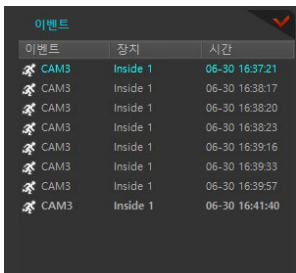 이벤트
이벤트 장치 시간
CAM3 Inside 1 06-30 16:37:21
CAM3 Inside 1 06-30 16:38:17
CAM3 Inside 1 06-30 16:38:20
CAM3 Inside 1 06-30 16:38:23
CAM3 Inside 1 06-30 16:39:16
CAM3 Inside 1 06-30 16:39:33
CAM3 Inside 1 06-30 16:39:57
CAM3 Inside 1 06-30 16:41:40